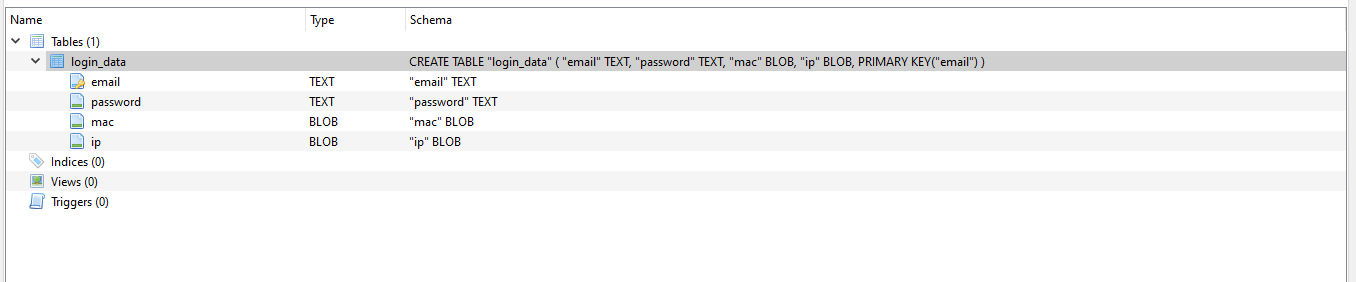 Name Type Schema
Tables (1)
login_data CREATE TABLE "login_data" ( "email" TEXT, "password" TEXT, "mac" BLOB, "ip" BLOB, PRIMARY KEY("email") )
email TEXT "email" TEXT
password TEXT "password" TEXT
mac BLOB "mac" BLOB
ip BLOB "ip" BLOB
Indices (0)
Views (0)
Triggers (0)